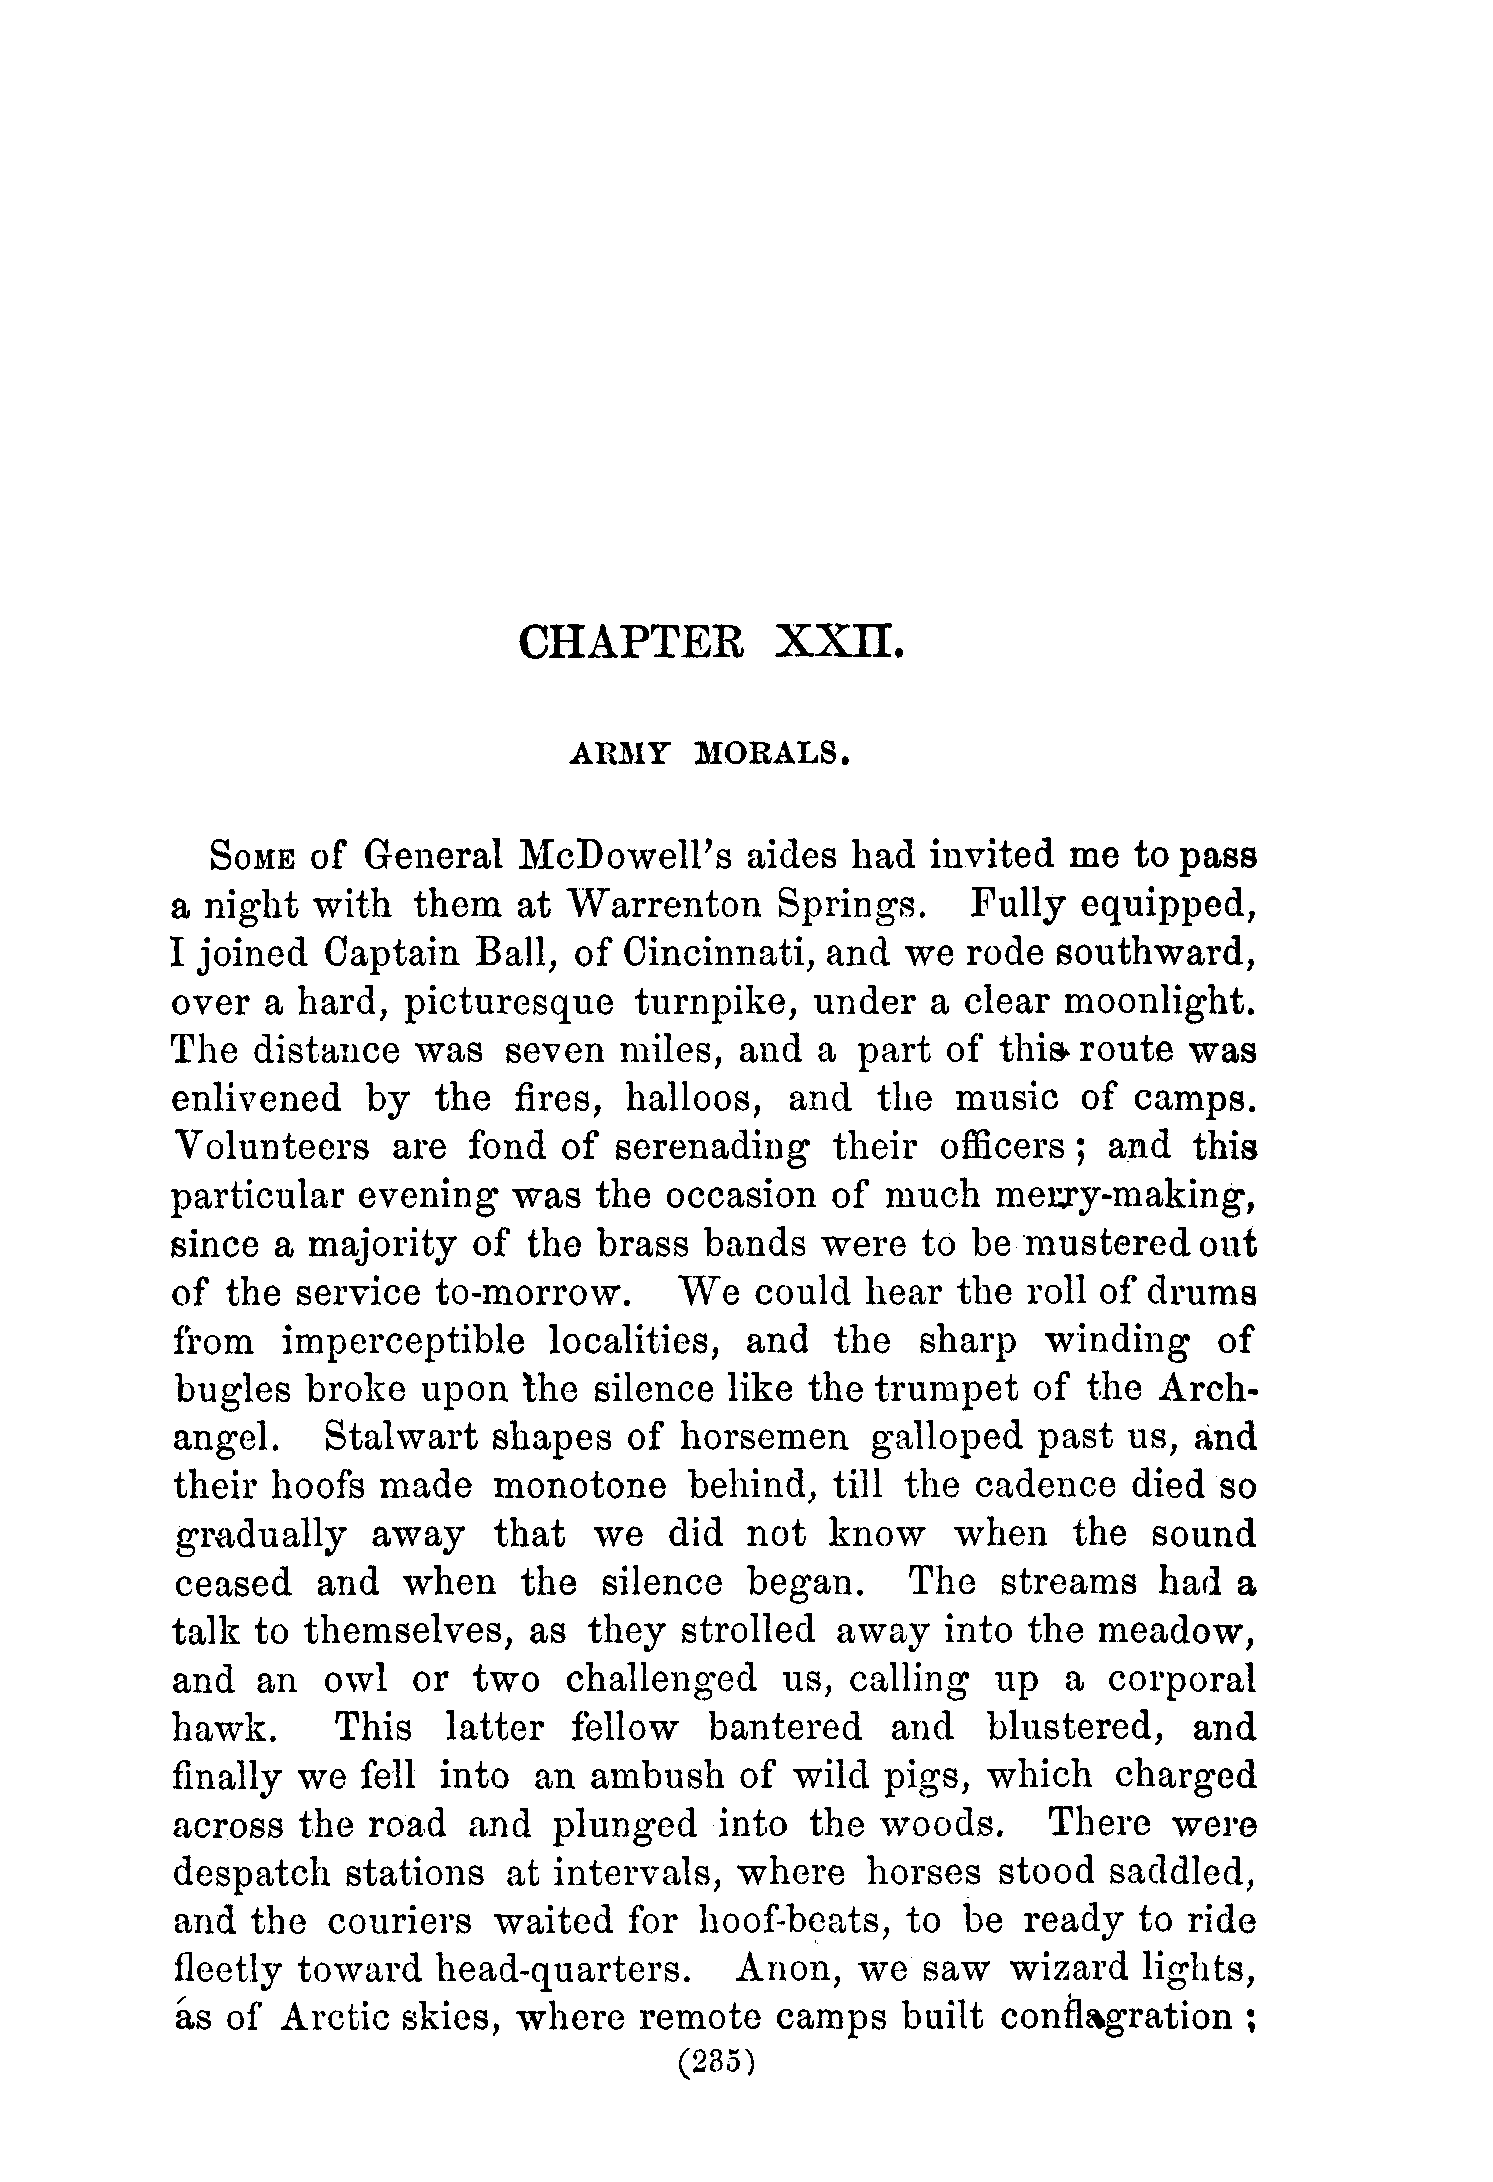 CHAPTER XXII.
ARMY MORALS.
SOME of General McDowell's aides had invited me to pass
a night with them at Warrenton Springs. Fully equipped,
I joined Captain Ball, of Cincinnati, and we rode southward,
over a hard, picturesque turnpike, under a clear moonlight.
The distance was seven miles, and a part of this route was
enlivened by the fires, halloos, and the music of camps.
Volunteers are fond of serenading their officers; and this
particular evening was the occasion of much merry-making,
since a majority of the brass bands were to be mustered out
of the service to-morrow. We could hear the roll of drums
from imperceptible localities, and the sharp winding of
bugles broke upon the silence like the trumpet of the Arch-
angel. Stalwart shapes of horsemen galloped past us, and
their hoofs made monotone behind, till the cadence died so
gradually away that we did not know when the sound
ceased and when the silence began. The streams had a
talk to themselves, as they strolled away into the meadow,
and an owl or two challenged us, calling up a corporal
hawk. This latter fellow bantered and blustered, and
finally we fell into an ambush of wild pigs, which charged
across the road and plunged into the woods. There were
despatch stations at intervals, where horses stood saddled,
and the couriers waited for hoof-beats, to be ready to ride
fleetly toward head-quarters. Anon, we saw wizard lights,
as of Arctic skies, where remote camps built conflagration;
(235)